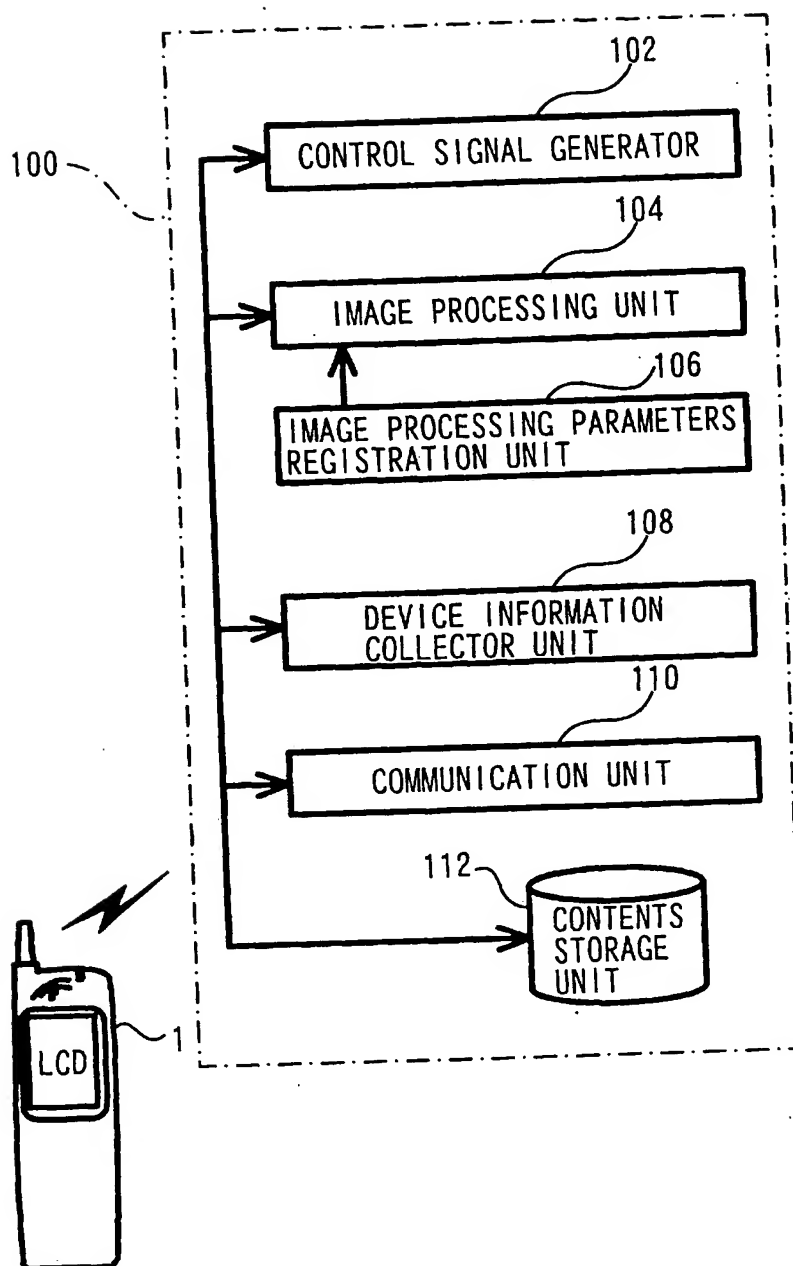 102
CONTROL SIGNAL GENERATOR
100
104
IMAGE PROCESSING UNIT
106
IMAGE PROCESSING PARAMETERS
REGISTRATION UNIT
108
DEVICE INFORMATION
COLLECTOR UNIT
110
COMMUNICATION UNIT
112
CONTENTS
STORAGE
UNIT
1
LCD